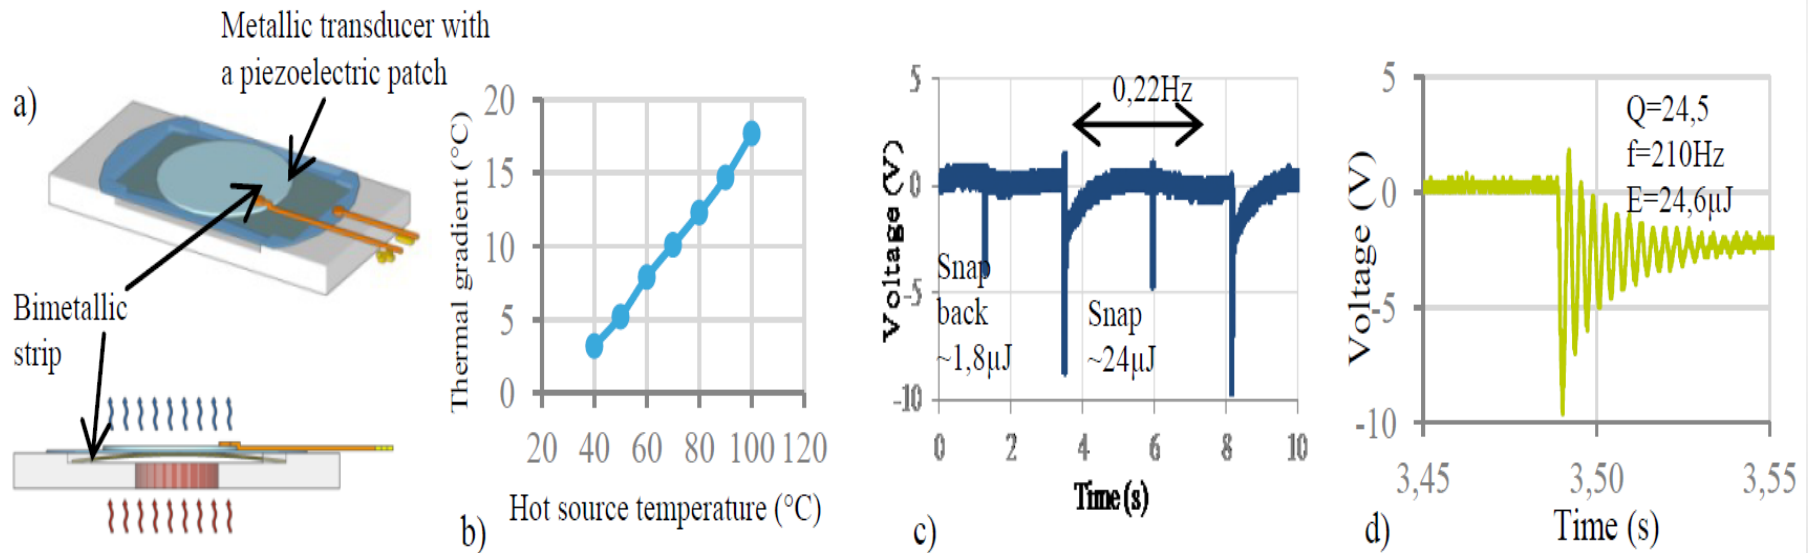 a)
Metallic transducer with
a piezoelectric patch
Bimetallic
strip
b)
Thermal gradient (°C)
20
15
10
5
0
20 40 60 80 100 120
Hot source temperature (°C)
c)
Voltage (V)
5
0
-5
-10
0,22Hz
Snap
back
~1,8µJ
Snap
~24µJ
0 2 4 6 8 10
Time (s)
d)
Voltage (V)
5
0
-5
-10
Q=24,5
f=210Hz
E=24,6µJ
3,45 3,50 3,55
Time (s)